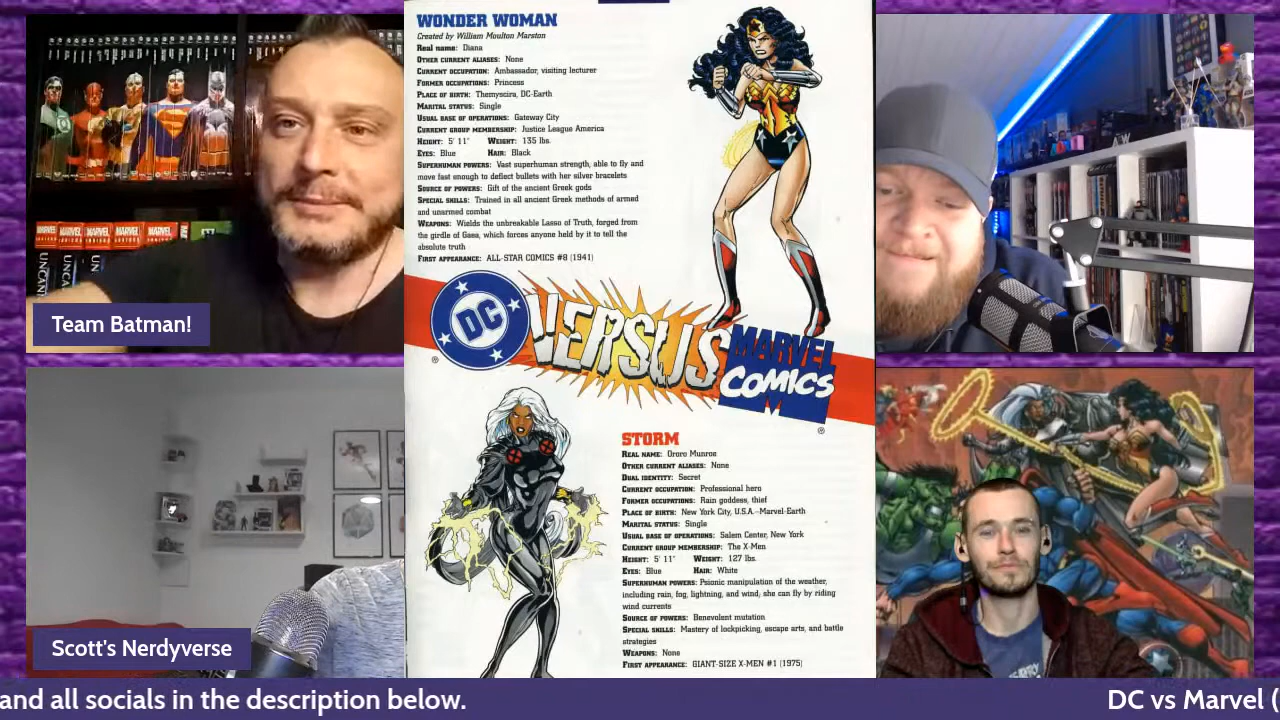 WONDER WOMAN
Created by William Moulton Marston
Real name: Diana
Other current aliases: None
Current occupation: Ambassador, visiting lecturer
Former occupations: Princess
Place of birth: Themyscira, DC-Earth
Marital status: Single
Usual base of operations: Gateway City
Current group membership: Justice League America
Height: 5' 11" Weight: 135 lbs.
Eyes: Blue Hair: Black
Superhuman powers: Vast superhuman strength, able to fly and
move fast enough to deflect bullets with her silver bracelets
Source of powers: Gift of the ancient Greek gods
Special skills: Trained in all ancient Greek methods of armed
and unarmed combat
Weapons: Wields the unbreakable Lasso of Truth, forged from
the girdle of Gaea, which forces anyone held by it to tell the
absolute truth
First appearance: ALL-STAR COMICS #8 (1941)
DC
VERSUS
MARVEL
COMICS
®
®
STORM
Real name: Ororo Munroe
Other current aliases: None
Dual identity: Secret
Current occupation: Professional hero
Former occupations: Rain goddess, thief
Place of birth: New York City, U.S.A.—Marvel-Earth
Marital status: Single
Usual base of operations: Salem Center, New York
Current group membership: The X-Men
Height: 5' 11" Weight: 127 lbs.
Eyes: Blue Hair: White
Superhuman powers: Psionic manipulation of the weather,
including rain, fog, lightning, and wind; she can fly by riding
wind currents
Source of powers: Benevolent mutation
Special skills: Mastery of lockpicking, escape arts, and battle
strategies
Weapons: None
First appearance: GIANT-SIZE X-MEN #1 (1975)
MARVEL
MARVEL
MARVEL
MARVEL
UNCANN
UNCA
UN
Team Batman!
Scott's Nerdyverse
and all socials in the description below.
DC vs Marvel (